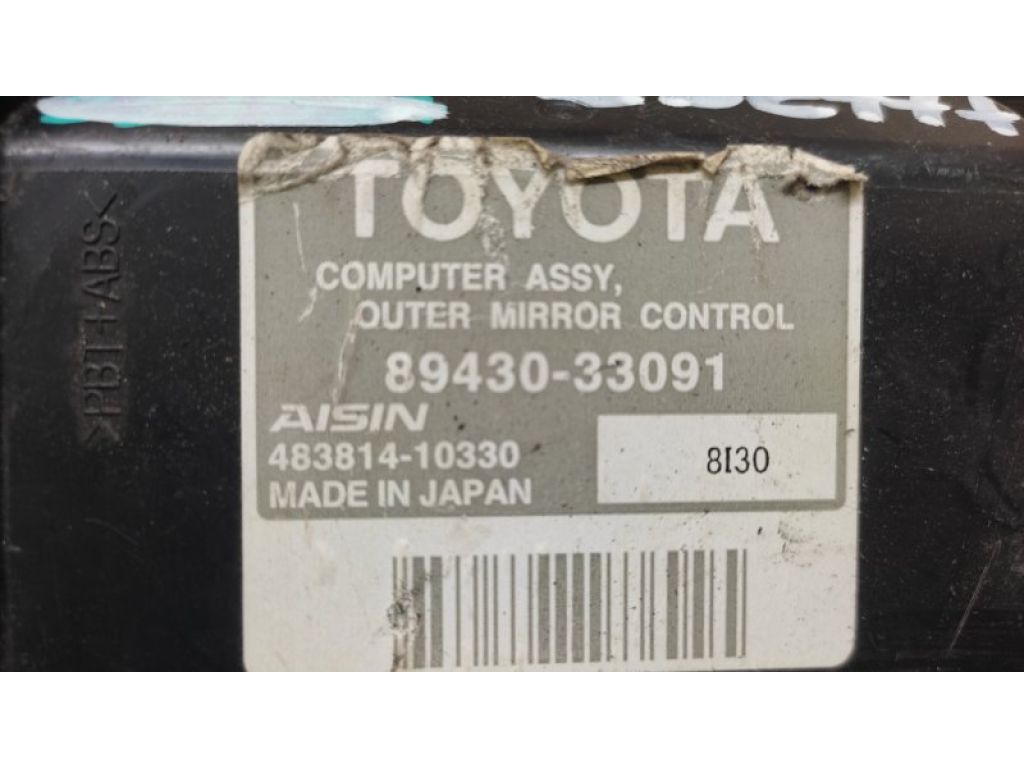 TOYOTA
COMPUTER ASSY,
OUTER MIRROR CONTROL
89430-33091
AISIN
483814-10330
8I30
MADE IN JAPAN
>PBT+ABS<